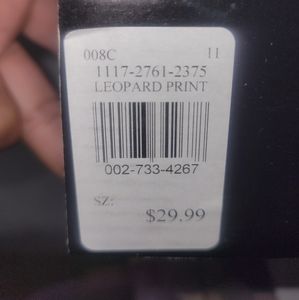 008C 11
1117-2761-2375
LEOPARD PRINT
002-733-4267
SZ:
$29.99